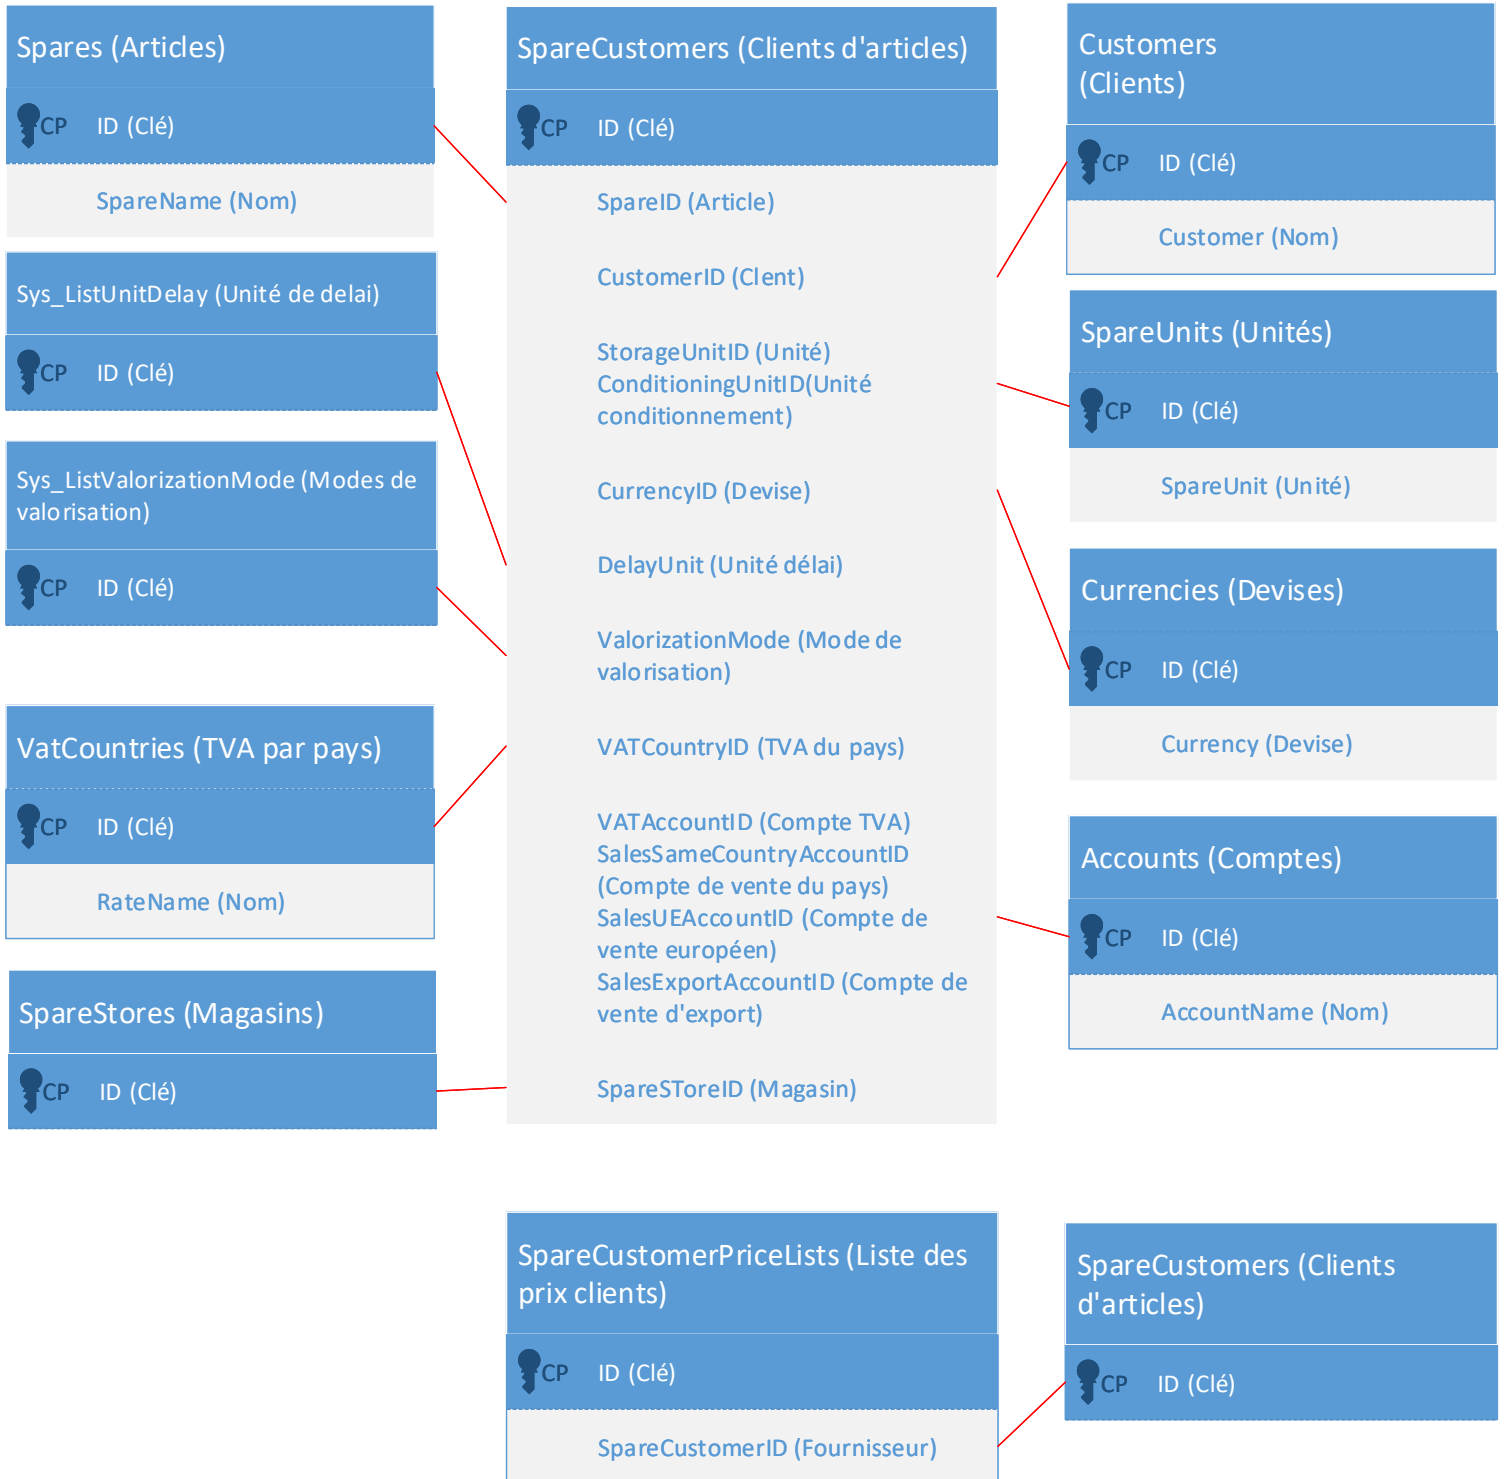 Spares (Articles)
CP ID (Clé)
SpareName (Nom)
Sys_ListUnitDelay (Unité de delai)
CP ID (Clé)
Sys_ListValorizationMode (Modes de
valorisation)
CP ID (Clé)
VatCountries (TVA par pays)
CP ID (Clé)
RateName (Nom)
SpareStores (Magasins)
CP ID (Clé)
SpareCustomers (Clients d'articles)
CP ID (Clé)
SpareID (Article)
CustomerID (Clent)
StorageUnitID (Unité)
ConditioningUnitID(Unité
conditionnement)
CurrencyID (Devise)
DelayUnit (Unité délai)
ValorizationMode (Mode de
valorisation)
VATCountryID (TVA du pays)
VATAccountID (Compte TVA)
SalesSameCountryAccountID
(Compte de vente du pays)
SalesUEAccountID (Compte de
vente européen)
SalesExportAccountID (Compte de
vente d'export)
SpareSToreID (Magasin)
Customers
(Clients)
CP ID (Clé)
Customer (Nom)
SpareUnits (Unités)
CP ID (Clé)
SpareUnit (Unité)
Currencies (Devises)
CP ID (Clé)
Currency (Devise)
Accounts (Comptes)
CP ID (Clé)
AccountName (Nom)
SpareCustomerPriceLists (Liste des
prix clients)
CP ID (Clé)
SpareCustomerID (Fournisseur)
SpareCustomers (Clients
d'articles)
CP ID (Clé)